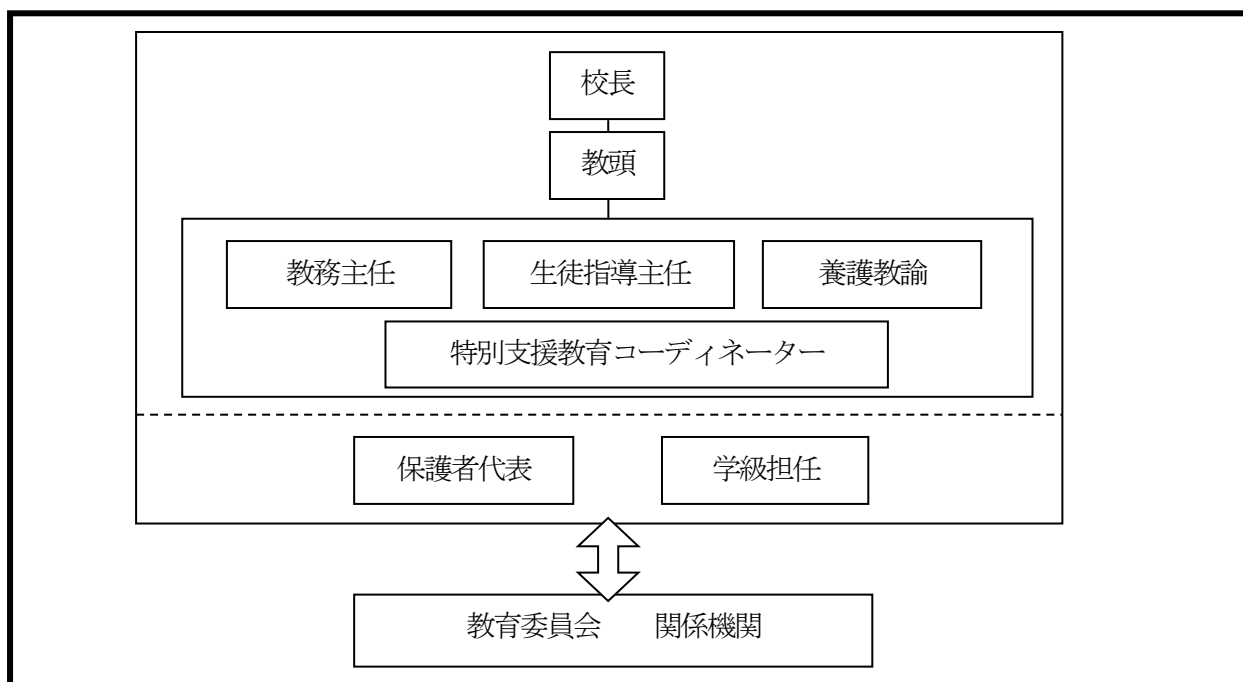 校長
教頭
教務主任
生徒指導主任
養護教諭
特別支援教育コーディネーター
保護者代表
学級担任
教育委員会　　関係機関